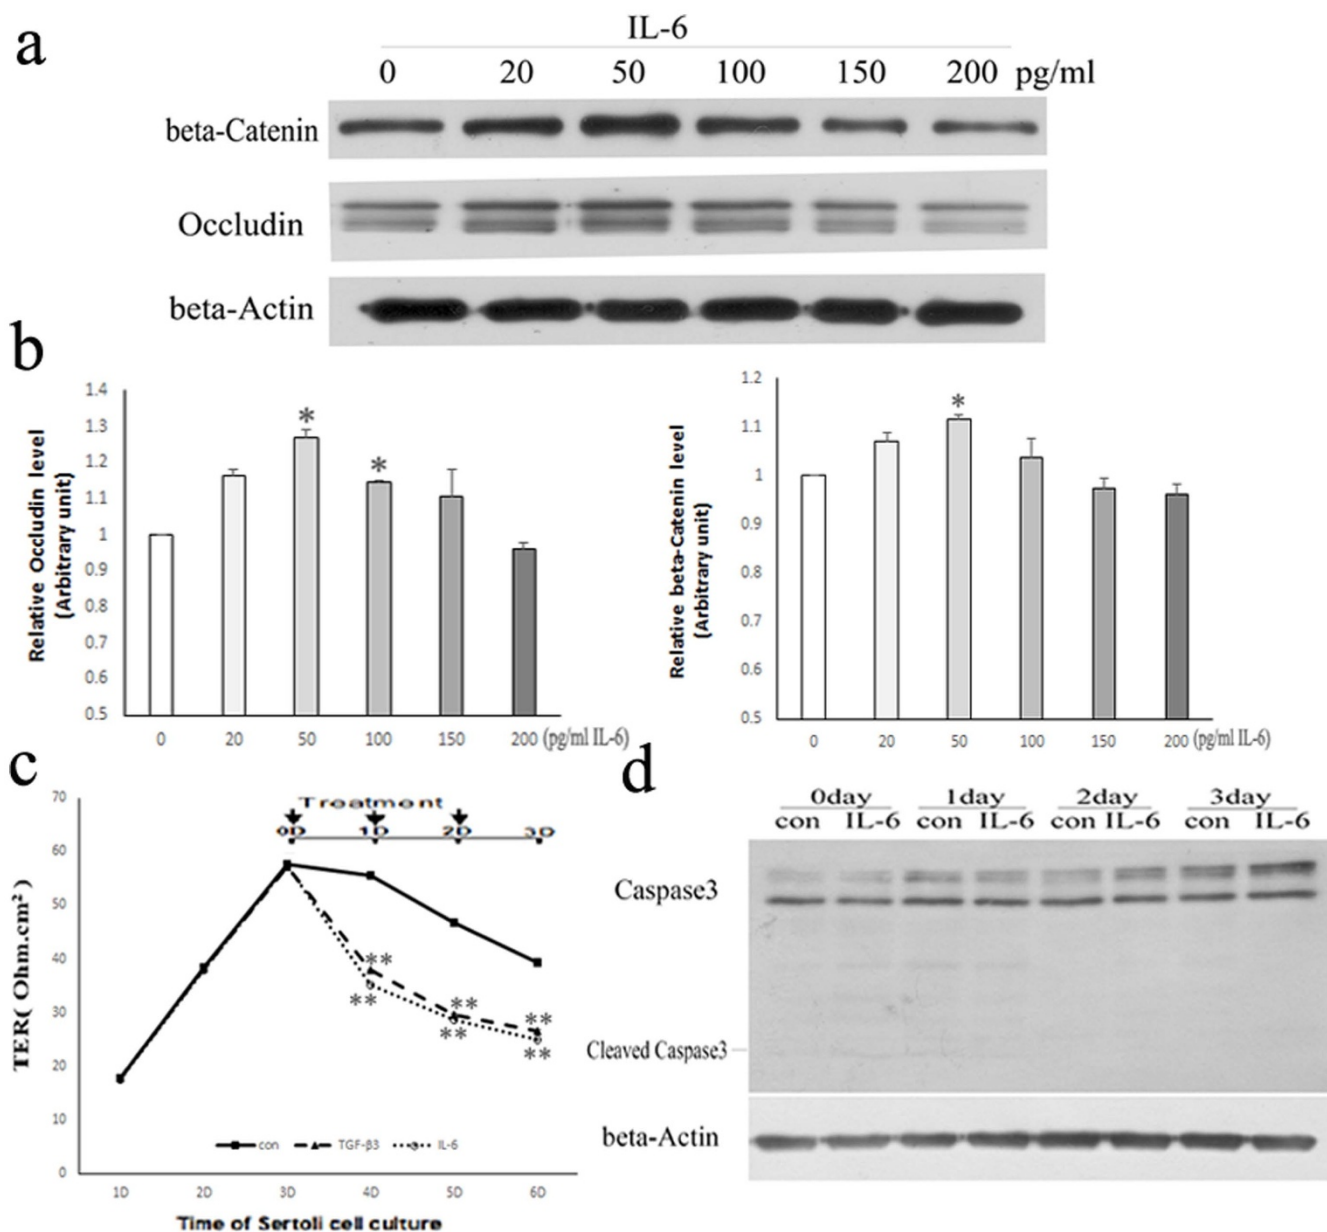 a
IL-6
0 20 50 100 150 200 pg/ml
beta-Catenin
Occludin
beta-Actin
b
1.4
1.3
1.2
1.1
1
0.9
0.8
0.7
0.6
0.5
Relative Occludin level
(Arbitrary unit)
*
*
0 20 50 100 150 200 (pg/ml IL-6)
1.2
1.1
1
0.9
0.8
0.7
0.6
0.5
Relative beta-Catenin level
(Arbitrary unit)
*
0 20 50 100 150 200 (pg/ml IL-6)
c
70
60
50
40
30
20
10
0
TER( Ohm.cm²)
Treatment
0D 1D 2D 3D
**
**
**
**
**
**
con TGF-β3 IL-6
1D 2D 3D 4D 5D 6D
Time of Sertoli cell culture
d
0day 1day 2day 3day
con IL-6 con IL-6 con IL-6 con IL-6
Caspase3
Cleaved Caspase3
beta-Actin